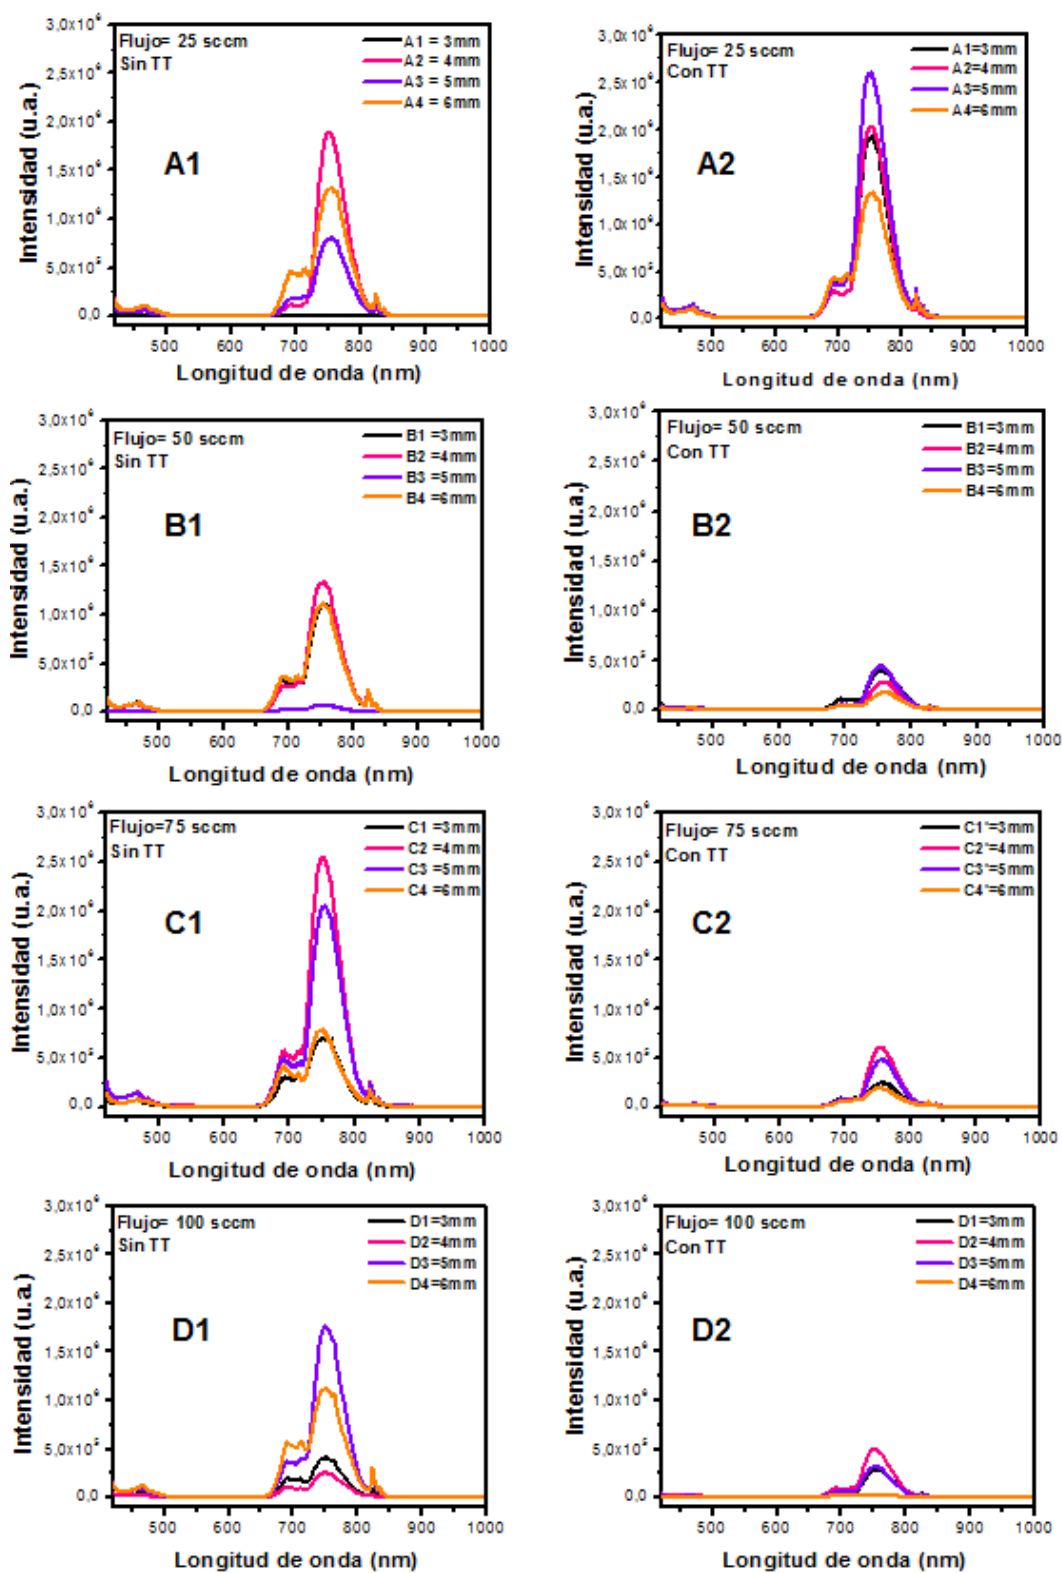 3,0x10⁶
2,5x10⁶
2,0x10⁶
1,5x10⁶
1,0x10⁶
5,0x10⁵
0,0
Intensidad (u.a.)
Flujo= 25 sccm
Sin TT
A1 = 3mm
A2 = 4mm
A3 = 5mm
A4 = 6mm
A1
500 600 700 800 900 1000
Longitud de onda (nm)
3,0x10⁶
2,5x10⁶
2,0x10⁶
1,5x10⁶
1,0x10⁶
5,0x10⁵
0,0
Intensidad (u.a.)
Flujo= 25 sccm
Con TT
A1=3mm
A2=4mm
A3=5mm
A4=6mm
A2
500 600 700 800 900 1000
Longitud de onda (nm)
3,0x10⁶
2,5x10⁶
2,0x10⁶
1,5x10⁶
1,0x10⁶
5,0x10⁵
0,0
Intensidad (u.a.)
Flujo= 50 sccm
Sin TT
B1 =3mm
B2 =4mm
B3 =5mm
B4 =6mm
B1
500 600 700 800 900 1000
Longitud de onda (nm)
3,0x10⁶
2,5x10⁶
2,0x10⁶
1,5x10⁶
1,0x10⁶
5,0x10⁵
0,0
Intensidad (u.a.)
Flujo= 50 sccm
Con TT
B1=3mm
B2=4mm
B3=5mm
B4=6mm
B2
500 600 700 800 900 1000
Longitud de onda (nm)
3,0x10⁶
2,5x10⁶
2,0x10⁶
1,5x10⁶
1,0x10⁶
5,0x10⁵
0,0
Intensidad (u.a.)
Flujo=75 sccm
Sin TT
C1 =3mm
C2 =4mm
C3 =5mm
C4 =6mm
C1
500 600 700 800 900 1000
Longitud de onda (nm)
3,0x10⁶
2,5x10⁶
2,0x10⁶
1,5x10⁶
1,0x10⁶
5,0x10⁵
0,0
Intensidad (u.a.)
Flujo= 75 sccm
Con TT
C1*=3mm
C2*=4mm
C3*=5mm
C4*=6mm
C2
500 600 700 800 900 1000
Longitud de onda (nm)
3,0x10⁶
2,5x10⁶
2,0x10⁶
1,5x10⁶
1,0x10⁶
5,0x10⁵
0,0
Intensidad (u.a.)
Flujo= 100 sccm
Sin TT
D1=3mm
D2=4mm
D3=5mm
D4=6mm
D1
500 600 700 800 900 1000
Longitud de onda (nm)
3,0x10⁶
2,5x10⁶
2,0x10⁶
1,5x10⁶
1,0x10⁶
5,0x10⁵
0,0
Intensidad (u.a.)
Flujo= 100 sccm
Con TT
D1=3mm
D2=4mm
D3=5mm
D4=6mm
D2
500 600 700 800 900 1000
Longitud de onda (nm)